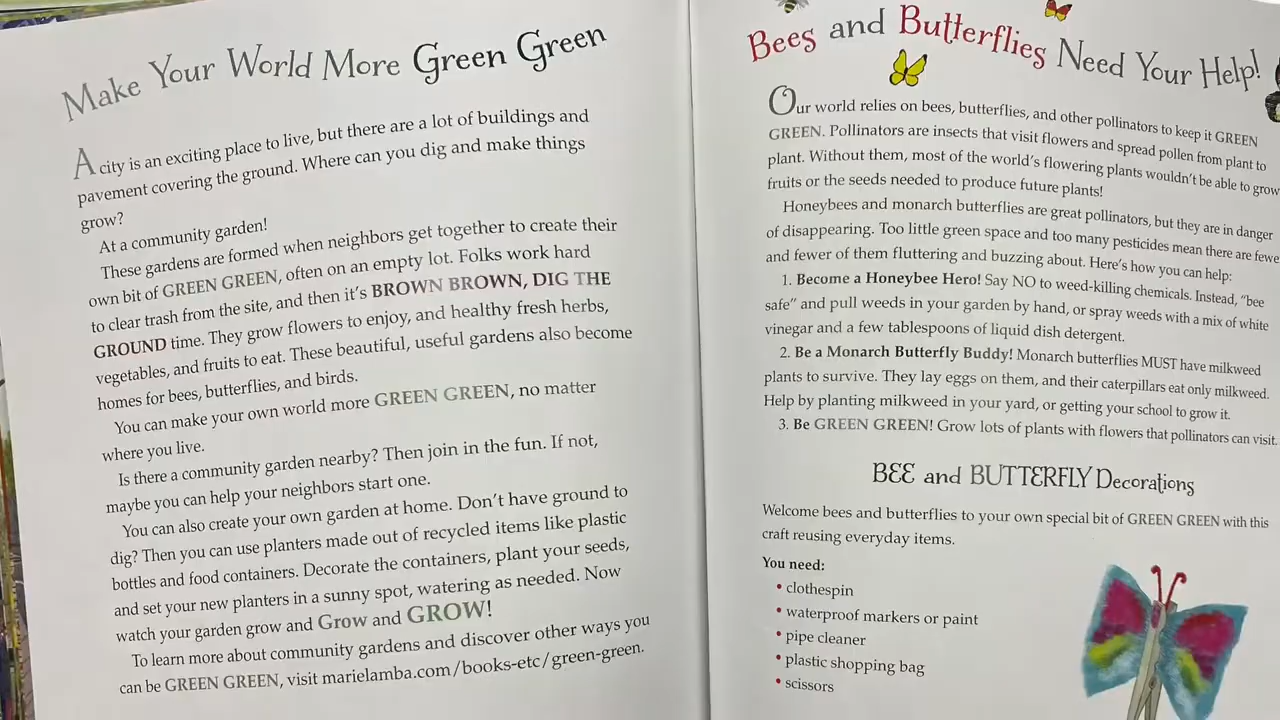 Make Your World More Green Green
A city is an exciting place to live, but there are a lot of buildings and
pavement covering the ground. Where can you dig and make things
grow?
At a community garden!
These gardens are formed when neighbors get together to create their
own bit of GREEN GREEN, often on an empty lot. Folks work hard
to clear trash from the site, and then it's BROWN BROWN, DIG THE
GROUND time. They grow flowers to enjoy, and healthy fresh herbs,
vegetables, and fruits to eat. These beautiful, useful gardens also become
homes for bees, butterflies, and birds.
You can make your own world more GREEN GREEN, no matter
where you live.
Is there a community garden nearby? Then join in the fun. If not,
maybe you can help your neighbors start one.
You can also create your own garden at home. Don't have ground to
dig? Then you can use planters made out of recycled items like plastic
bottles and food containers. Decorate the containers, plant your seeds,
and set your new planters in a sunny spot, watering as needed. Now
watch your garden grow and Grow and GROW!
To learn more about community gardens and discover other ways you
can be GREEN GREEN, visit marielamba.com/books-etc/green-green.
Bees and Butterflies Need Your Help!
Our world relies on bees, butterflies, and other pollinators to keep it GREEN
GREEN. Pollinators are insects that visit flowers and spread pollen from plant to
plant. Without them, most of the world's flowering plants wouldn't be able to grow
fruits or the seeds needed to produce future plants!
Honeybees and monarch butterflies are great pollinators, but they are in danger
of disappearing. Too little green space and too many pesticides mean there are fewe
and fewer of them fluttering and buzzing about. Here's how you can help:
1. Become a Honeybee Hero! Say NO to weed-killing chemicals. Instead, "bee
safe" and pull weeds in your garden by hand, or spray weeds with a mix of white
vinegar and a few tablespoons of liquid dish detergent.
2. Be a Monarch Butterfly Buddy! Monarch butterflies MUST have milkweed
plants to survive. They lay eggs on them, and their caterpillars eat only milkweed.
Help by planting milkweed in your yard, or getting your school to grow it.
3. Be GREEN GREEN! Grow lots of plants with flowers that pollinators can visit.
BEE and BUTTERFLY Decorations
Welcome bees and butterflies to your own special bit of GREEN GREEN with this
craft reusing everyday items.
You need:
• clothespin
• waterproof markers or paint
• pipe cleaner
• plastic shopping bag
• scissors